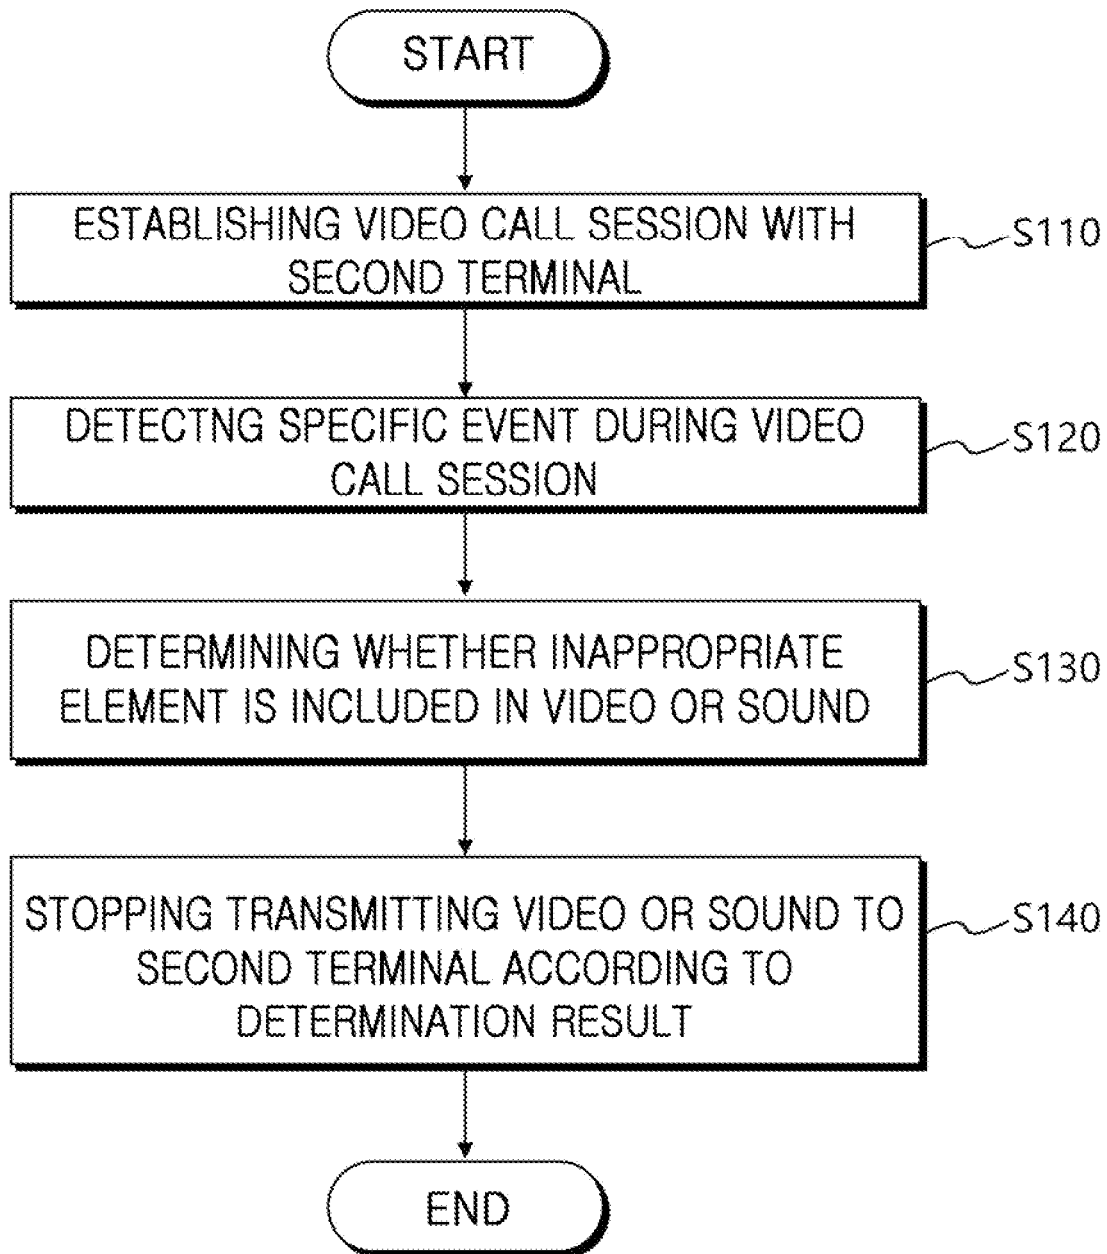 START
ESTABLISHING VIDEO CALL SESSION WITH
SECOND TERMINAL
S110
DETECTNG SPECIFIC EVENT DURING VIDEO
CALL SESSION
S120
DETERMINING WHETHER INAPPROPRIATE
ELEMENT IS INCLUDED IN VIDEO OR SOUND
S130
STOPPING TRANSMITTING VIDEO OR SOUND TO
SECOND TERMINAL ACCORDING TO
DETERMINATION RESULT
S140
END